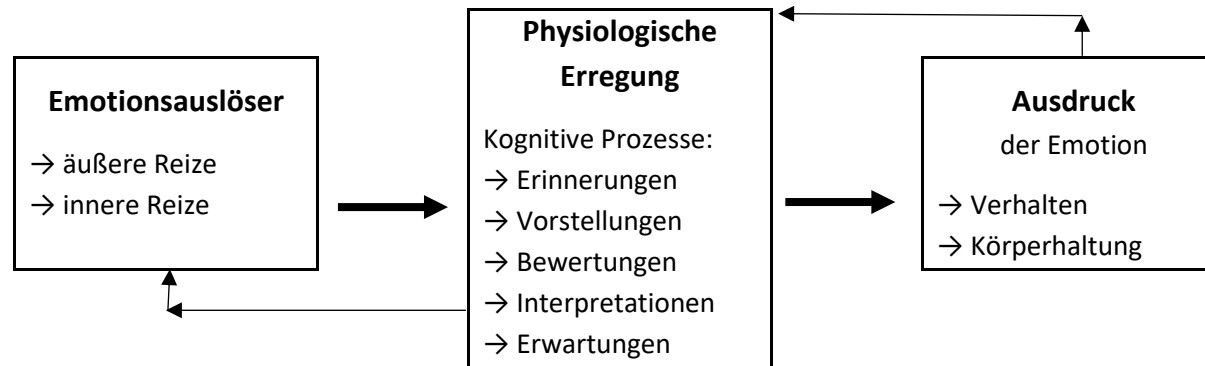 Emotionsauslöser
→ äußere Reize
→ innere Reize
Physiologische
Erregung
Kognitive Prozesse:
→ Erinnerungen
→ Vorstellungen
→ Bewertungen
→ Interpretationen
→ Erwartungen
Ausdruck
der Emotion
→ Verhalten
→ Körperhaltung